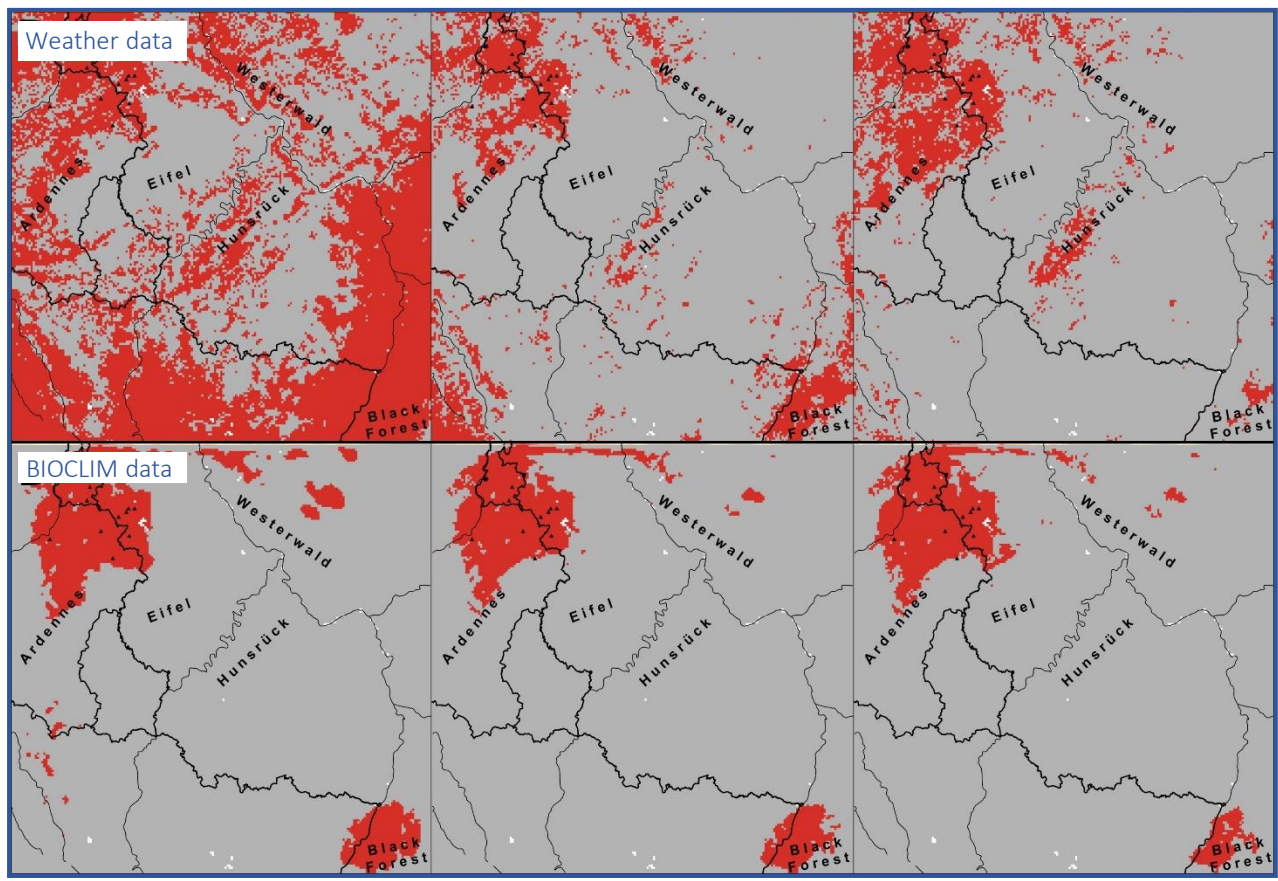 Weather data
Westerwald
Eifel
Ardennes
Hunsrück
Black
Forest
Westerwald
Eifel
Ardennes
Hunsrück
Black
Forest
Westerwald
Eifel
Ardennes
Hunsrück
Black
Forest
BIOCLIM data
Westerwald
Eifel
Ardennes
Hunsrück
Black
Forest
Westerwald
Eifel
Ardennes
Hunsrück
Black
Forest
Westerwald
Eifel
Ardennes
Hunsrück
Black
Forest